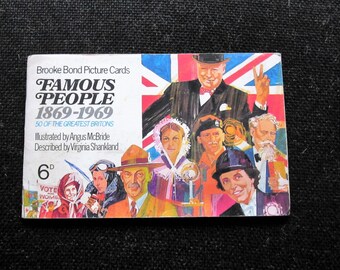 Brooke Bond Picture Cards
FAMOUS
PEOPLE
1869-1969
50 OF THE GREATEST BRITONS
Illustrated by Angus McBride
Described by Virginia Shankland
6D
VOTES